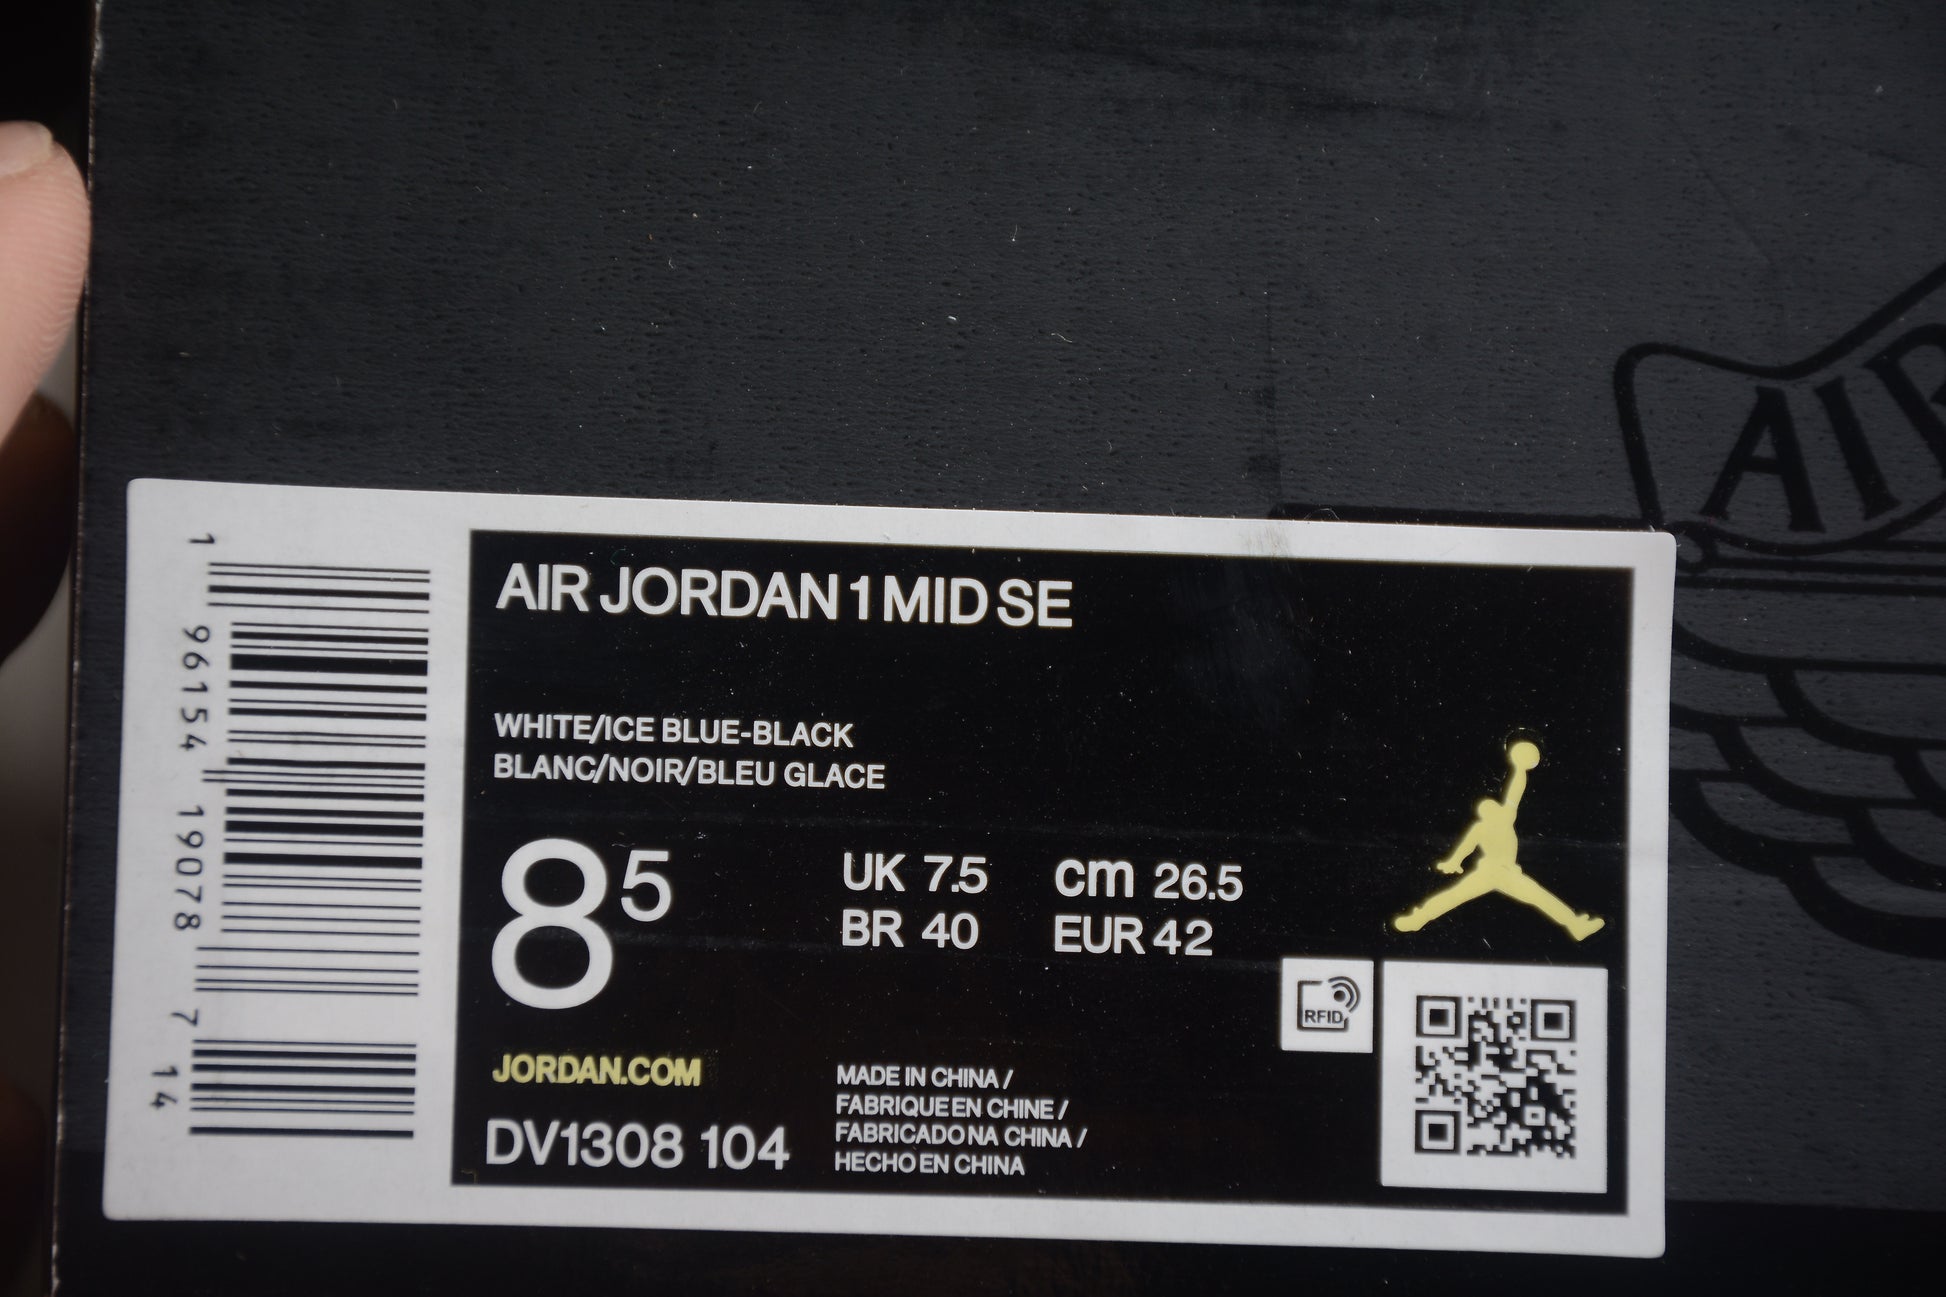 AIR
AIR JORDAN 1 MID SE
WHITE/ICE BLUE-BLACK
BLANC/NOIR/BLEU GLACE
8 5
UK 7.5 cm 26.5
BR 40 EUR 42
RFID
JORDAN.COM
DV1308 104
MADE IN CHINA /
FABRIQUE EN CHINE /
FABRICADO NA CHINA /
HECHO EN CHINA
1 96154 19078 7 14